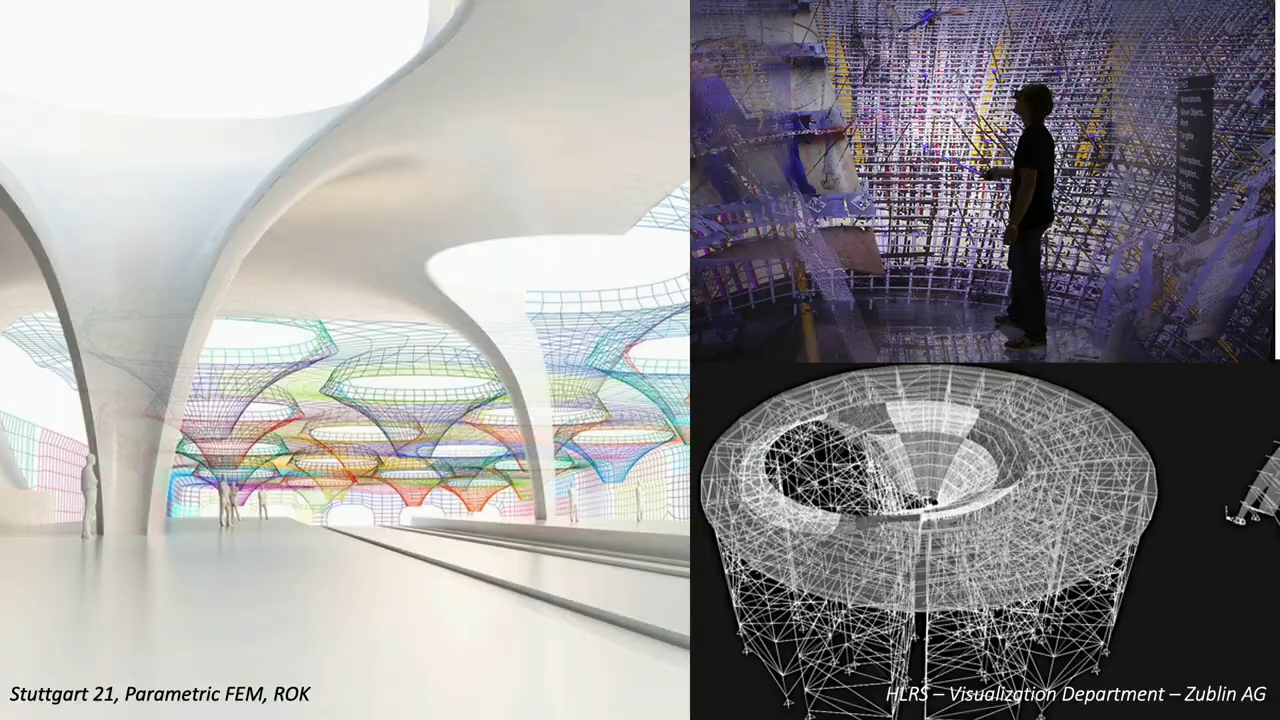 Stuttgart 21, Parametric FEM, ROK
HLRS – Visualization Department – Zublin AG